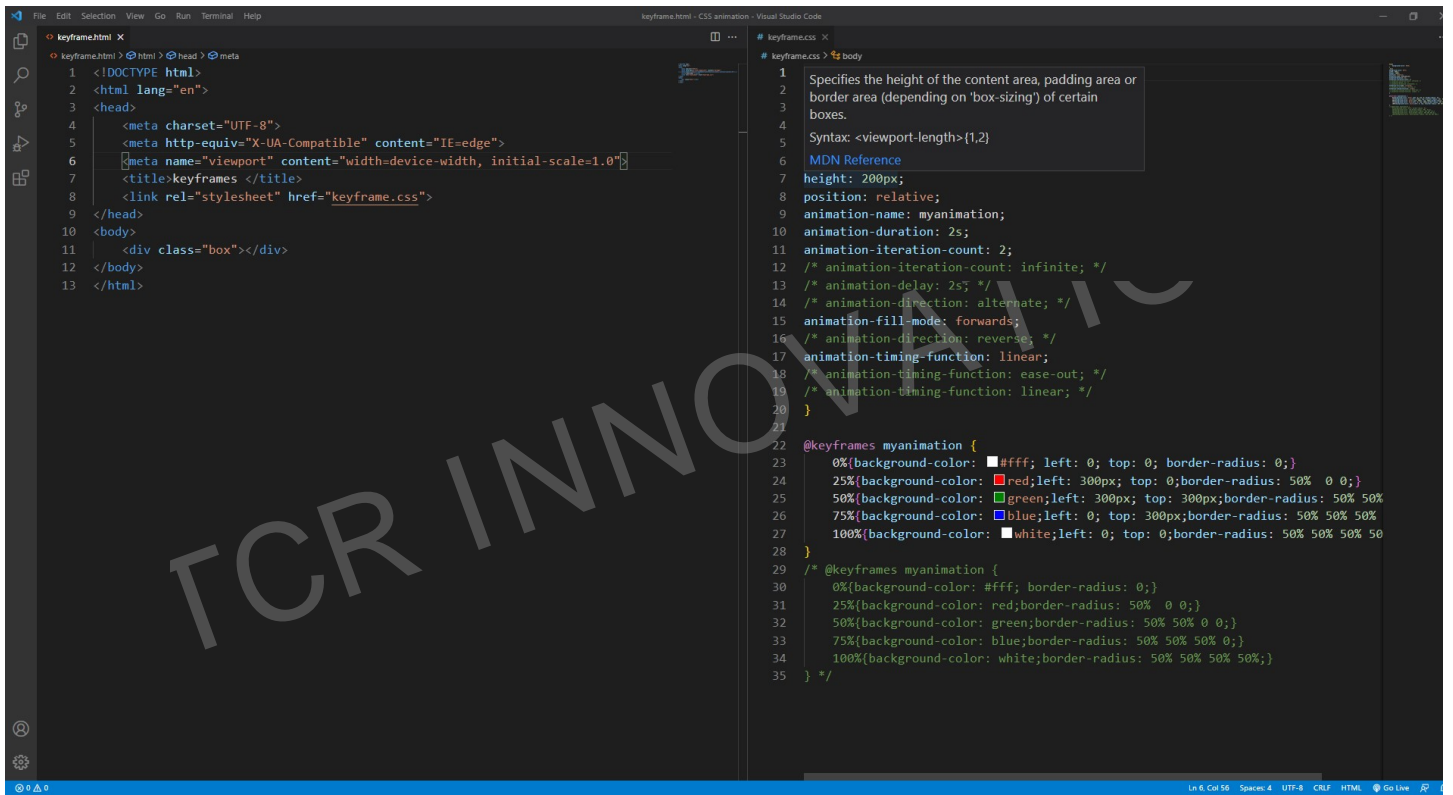 File Edit Selection View Go Run Terminal Help
keyframe.html - CSS animation - Visual Studio Code
keyframe.html
keyframe.html > html > head > meta
1 <!DOCTYPE html>
2 <html lang="en">
3 <head>
4 <meta charset="UTF-8">
5 <meta http-equiv="X-UA-Compatible" content="IE=edge">
6 <meta name="viewport" content="width=device-width, initial-scale=1.0">
7 <title>keyframes </title>
8 <link rel="stylesheet" href="keyframe.css">
9 </head>
10 <body>
11 <div class="box"></div>
12 </body>
13 </html>
# keyframe.css
# keyframe.css > body
1
2
3
4
5
6
Specifies the height of the content area, padding area or
border area (depending on 'box-sizing') of certain
boxes.
Syntax: <viewport-length>{1,2}
MDN Reference
7 height: 200px;
8 position: relative;
9 animation-name: myanimation;
10 animation-duration: 2s;
11 animation-iteration-count: 2;
12 /* animation-iteration-count: infinite; */
13 /* animation-delay: 2s; */
14 /* animation-direction: alternate; */
15 animation-fill-mode: forwards;
16 /* animation-direction: reverse; */
17 animation-timing-function: linear;
18 /* animation-timing-function: ease-out; */
19 /* animation-timing-function: linear; */
20 }
21
22 @keyframes myanimation {
23 0%{background-color: #fff; left: 0; top: 0; border-radius: 0;}
24 25%{background-color: red;left: 300px; top: 0;border-radius: 50%  0 0;}
25 50%{background-color: green;left: 300px; top: 300px;border-radius: 50% 50%
26 75%{background-color: blue;left: 0; top: 300px;border-radius: 50% 50% 50%
27 100%{background-color: white;left: 0; top: 0;border-radius: 50% 50% 50% 50
28 }
29 /* @keyframes myanimation {
30 0%{background-color: #fff; border-radius: 0;}
31 25%{background-color: red;border-radius: 50%  0 0;}
32 50%{background-color: green;border-radius: 50% 50% 0 0;}
33 75%{background-color: blue;border-radius: 50% 50% 50% 0;}
34 100%{background-color: white;border-radius: 50% 50% 50% 50%;}
35 } */
TCR INNOVATIO
0 0
Ln 6, Col 56 Spaces: 4 UTF-8 CRLF HTML Go Live